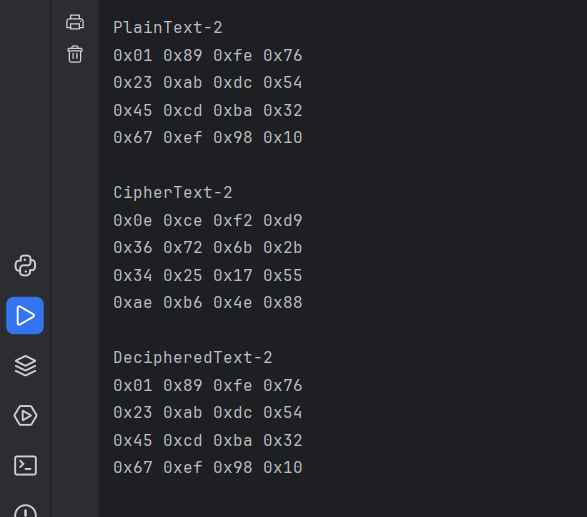 PlainText-2
0x01 0x89 0xfe 0x76
0x23 0xab 0xdc 0x54
0x45 0xcd 0xba 0x32
0x67 0xef 0x98 0x10
CipherText-2
0x0e 0xce 0xf2 0xd9
0x36 0x72 0x6b 0x2b
0x34 0x25 0x17 0x55
0xae 0xb6 0x4e 0x88
DecipheredText-2
0x01 0x89 0xfe 0x76
0x23 0xab 0xdc 0x54
0x45 0xcd 0xba 0x32
0x67 0xef 0x98 0x10